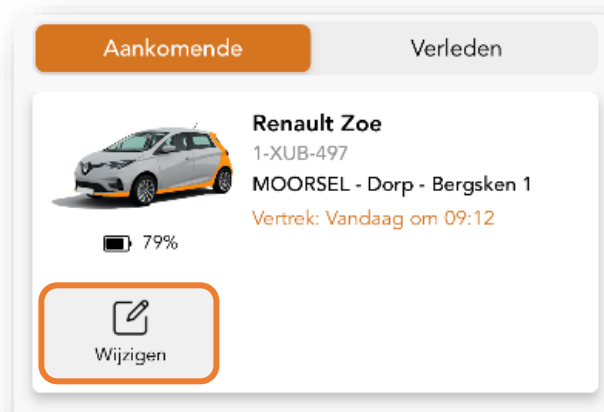 Aankomende
Verleden
Renault Zoe
1-XUB-497
MOORSEL - Dorp - Bergsken 1
Vertrek: Vandaag om 09:12
79%
Wijzigen